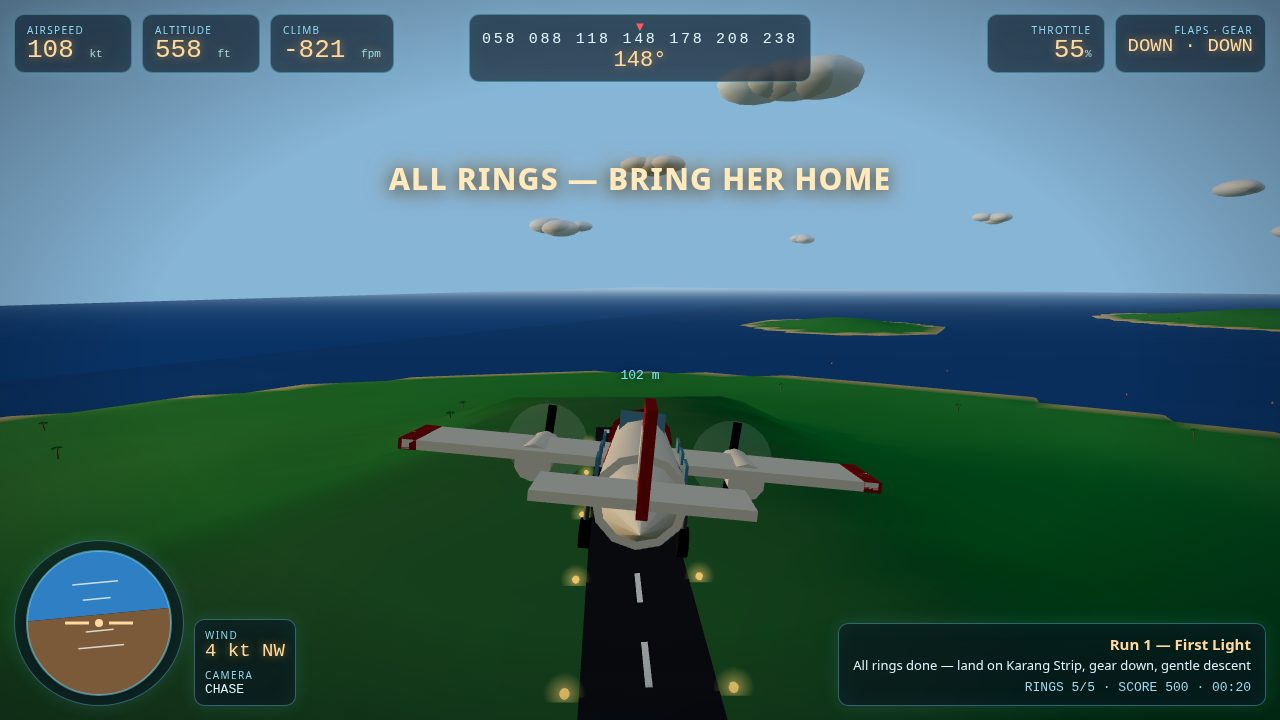 AIRSPEED
108 kt
ALTITUDE
558 ft
CLIMB
-821 fpm
058 088 118 148 178 208 238
148°
THROTTLE
55%
FLAPS · GEAR
DOWN · DOWN
ALL RINGS — BRING HER HOME
102 m
WIND
4 kt NW
CAMERA
CHASE
Run 1 — First Light
All rings done — land on Karang Strip, gear down, gentle descent
RINGS 5/5 · SCORE 500 · 00:20